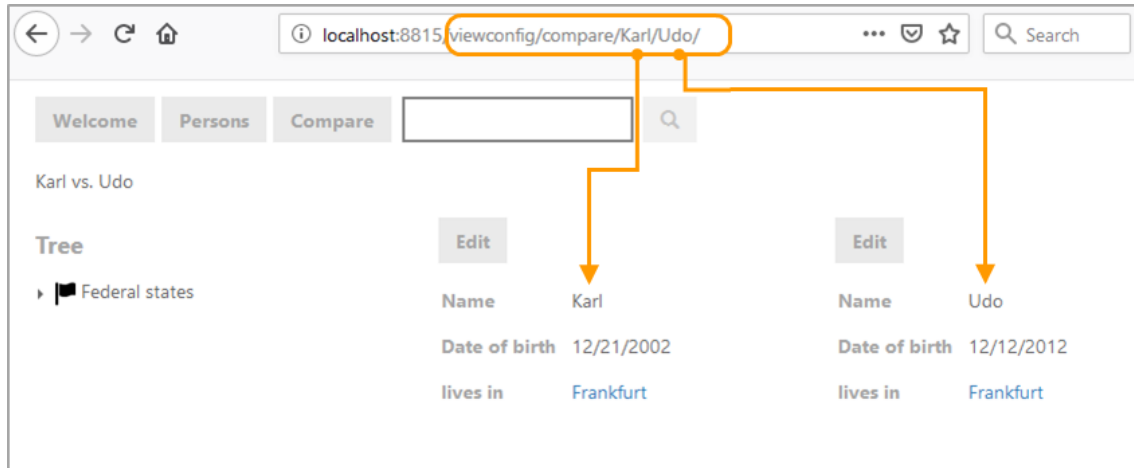 localhost:8815/viewconfig/compare/Karl/Udo/ ••• Search
Welcome Persons Compare
Karl vs. Udo
Tree
Federal states
Edit
Name Karl
Date of birth 12/21/2002
lives in Frankfurt
Edit
Name Udo
Date of birth 12/12/2012
lives in Frankfurt